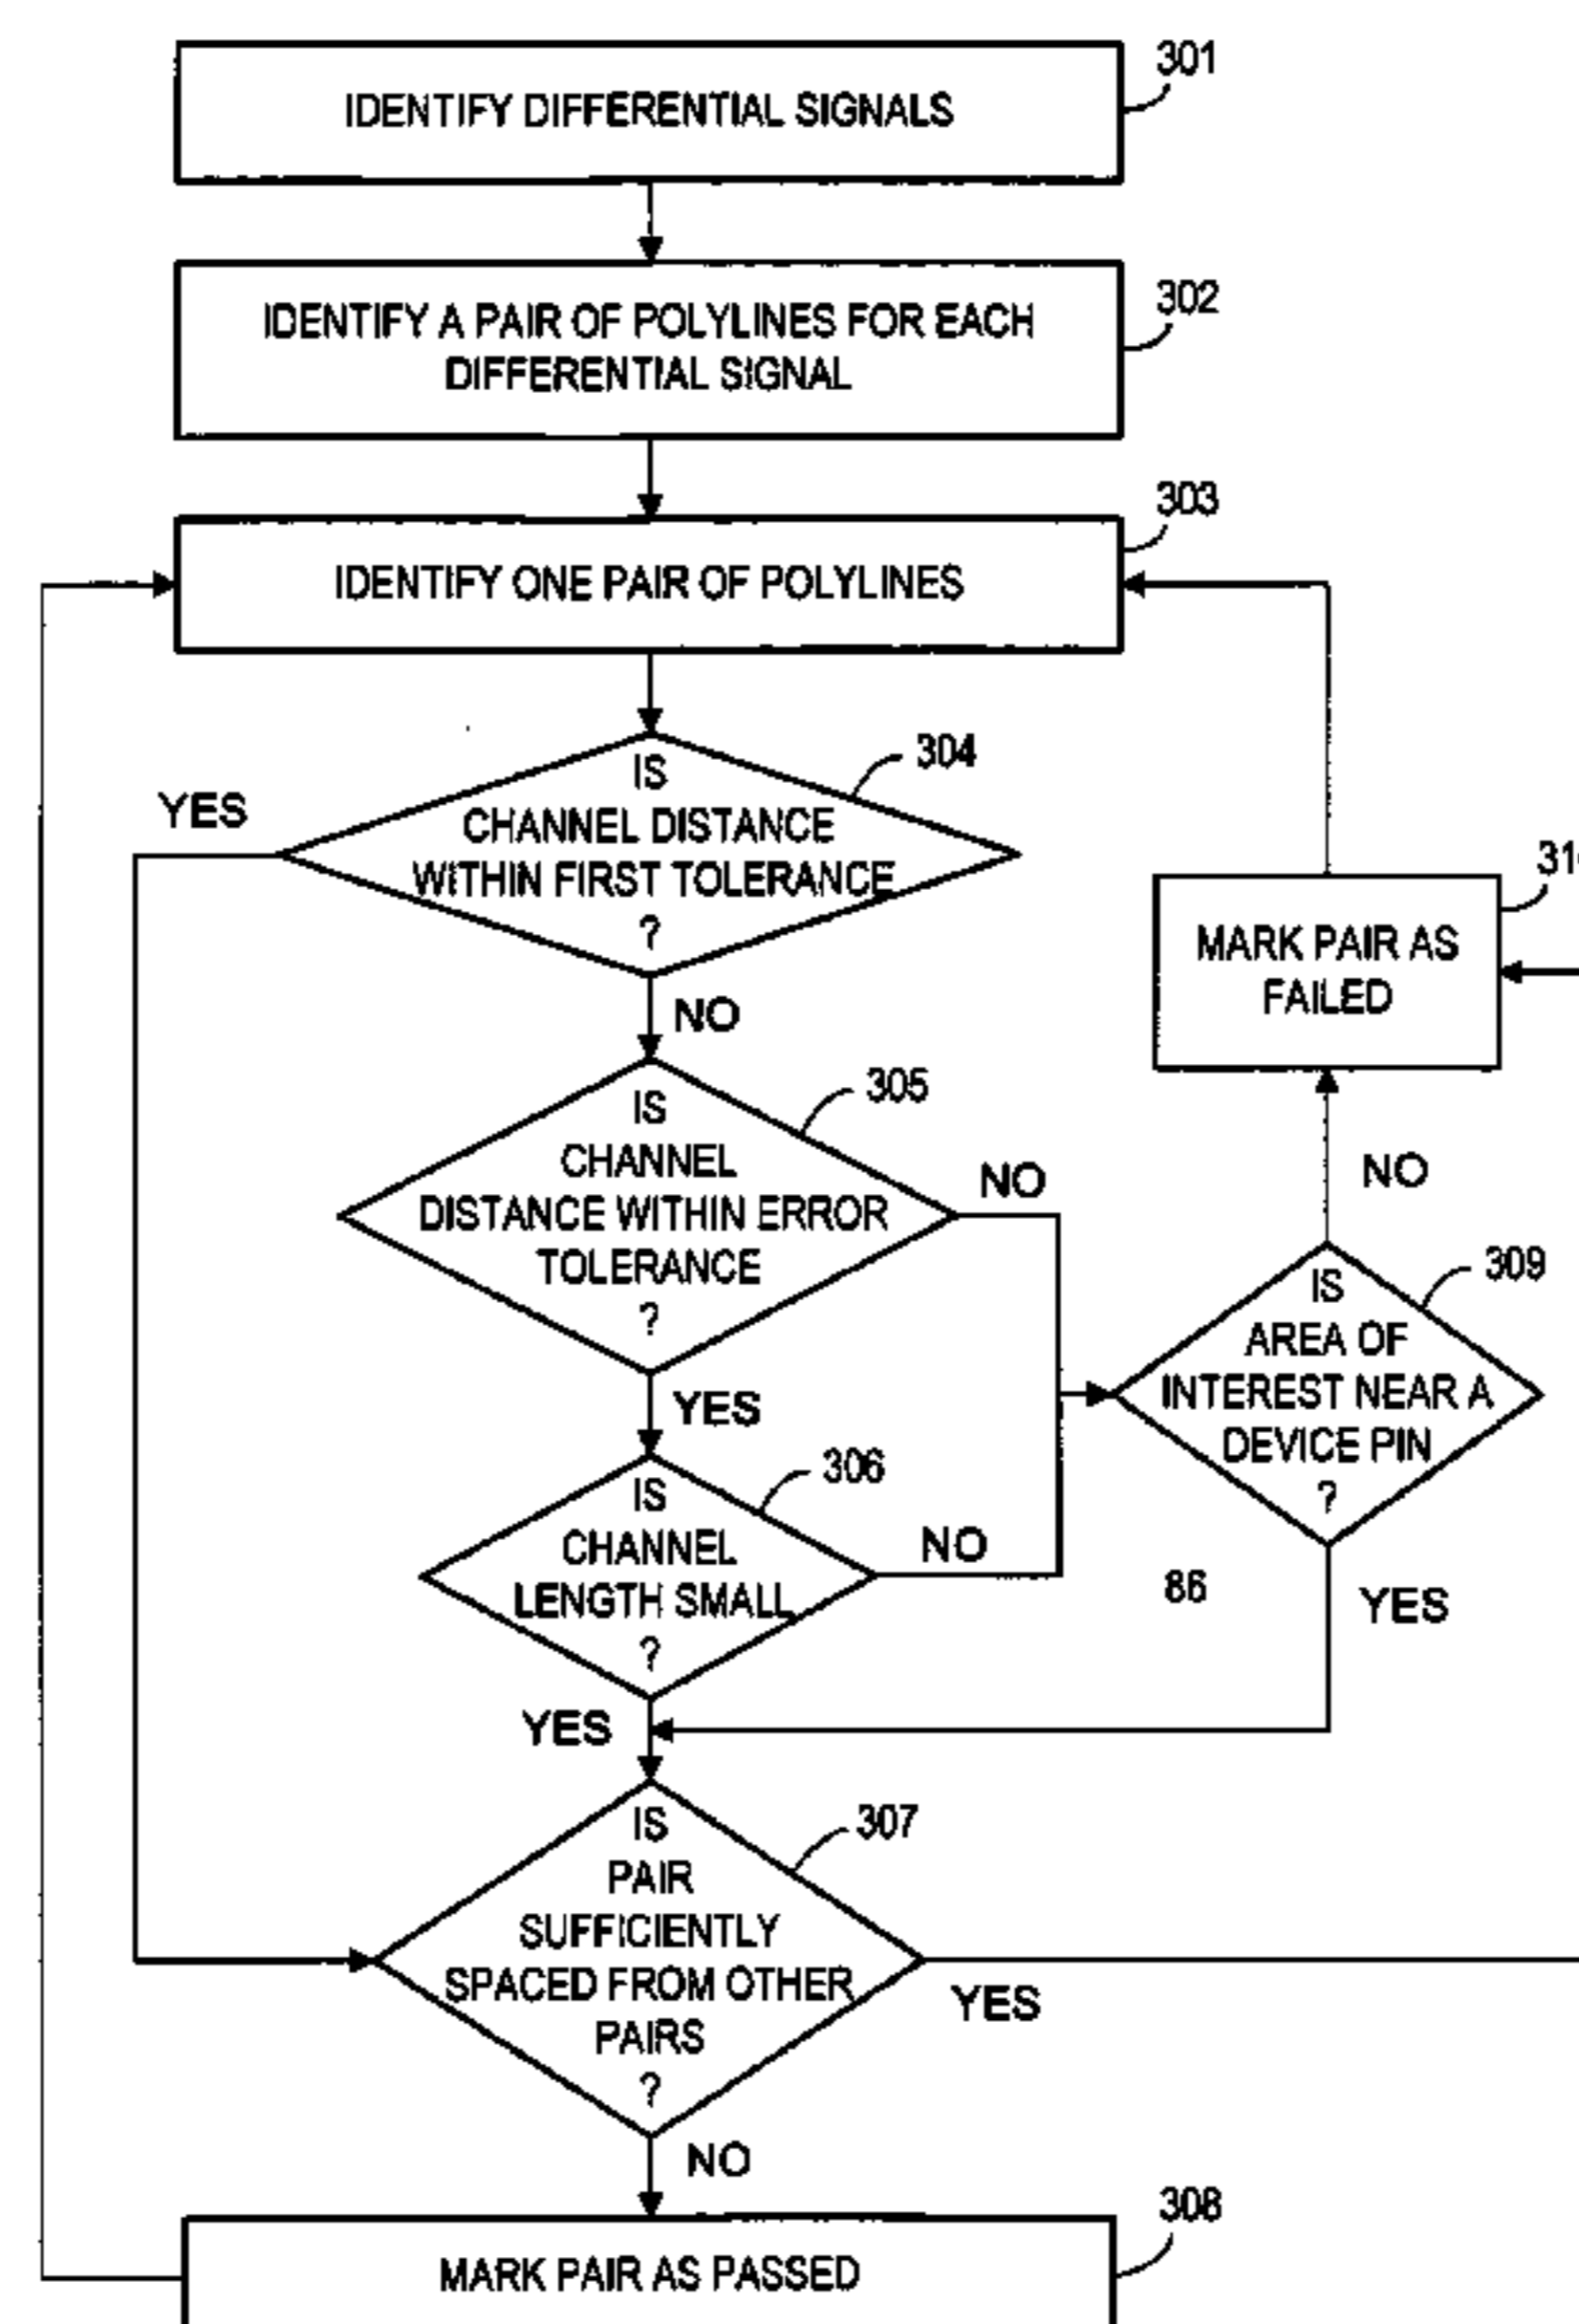 301
IDENTIFY DIFFERENTIAL SIGNALS
302
IDENTIFY A PAIR OF POLYLINES FOR EACH
DIFFERENTIAL SIGNAL
303
IDENTIFY ONE PAIR OF POLYLINES
304
YES
IS
CHANNEL DISTANCE
WITHIN FIRST TOLERANCE
?
NO
MARK PAIR AS
FAILED
305
IS
CHANNEL
DISTANCE WITHIN ERROR
TOLERANCE
?
NO
YES
NO
309
IS
AREA OF
INTEREST NEAR A
DEVICE PIN
?
YES
86
306
IS
CHANNEL
LENGTH SMALL
?
NO
YES
307
IS
PAIR
SUFFICIENTLY
SPACED FROM OTHER
PAIRS
?
YES
NO
308
MARK PAIR AS PASSED